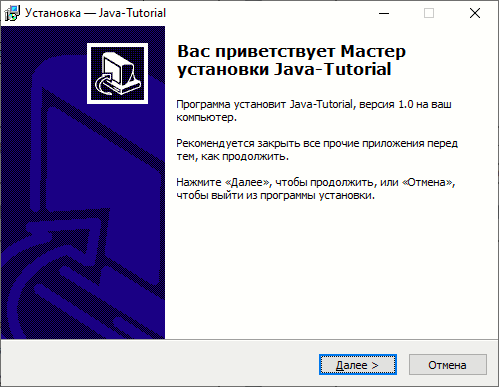 Установка — Java-Tutorial
Вас приветствует Мастер
установки Java-Tutorial
Программа установит Java-Tutorial, версия 1.0 на ваш
компьютер.
Рекомендуется закрыть все прочие приложения перед
тем, как продолжить.
Нажмите «Далее», чтобы продолжить, или «Отмена»,
чтобы выйти из программы установки.
Далее >
Отмена